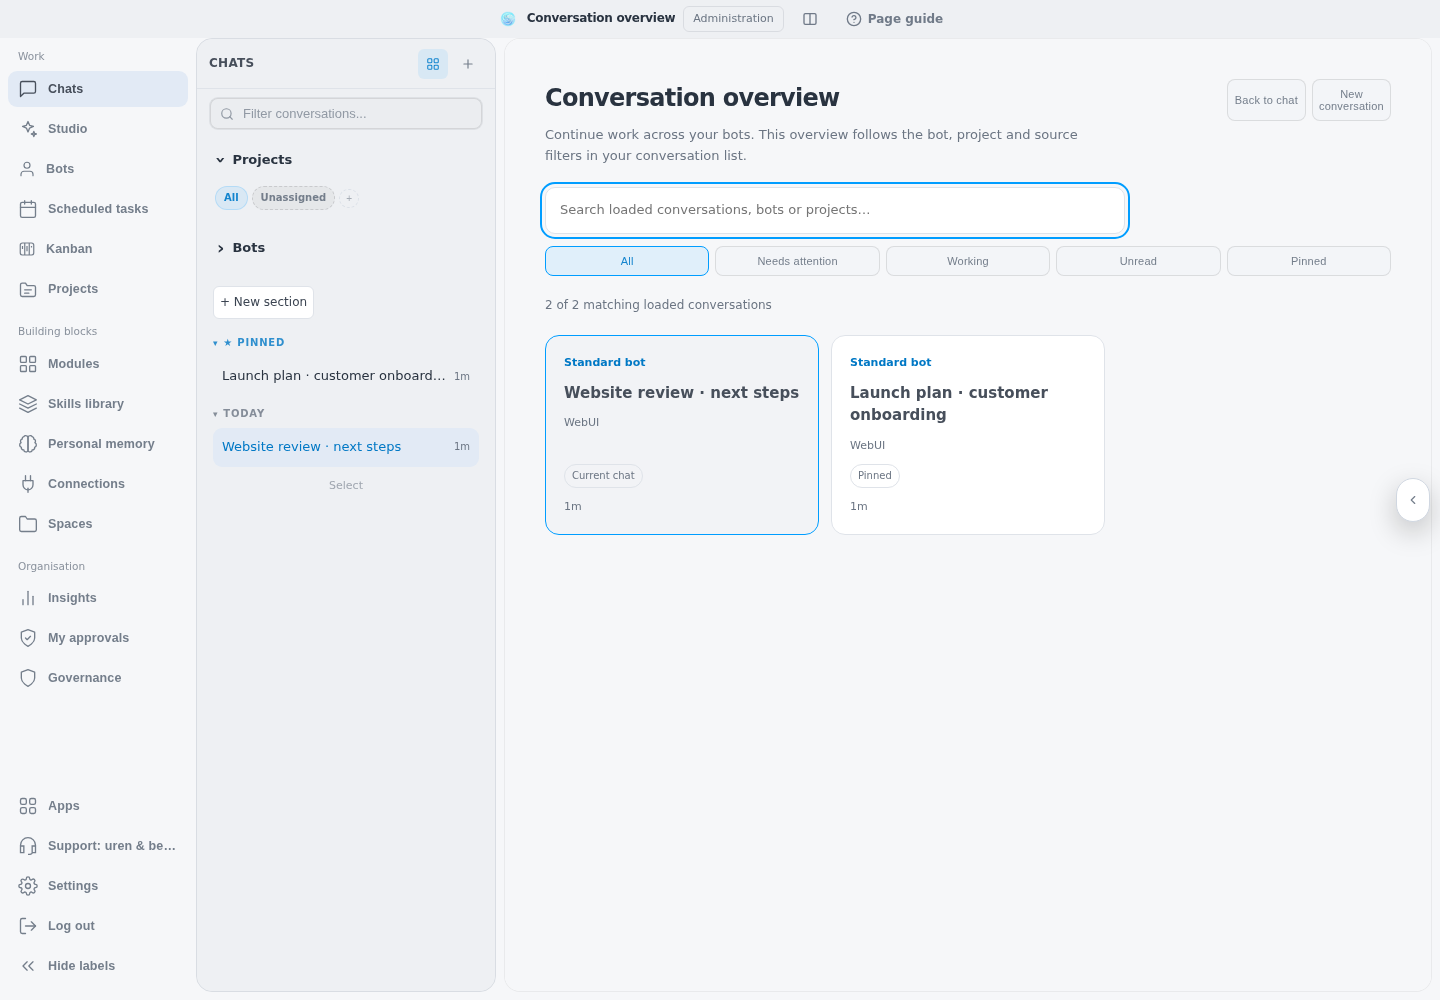 Conversation overview
Administration
Page guide
Work
Chats
Studio
Bots
Scheduled tasks
Kanban
Projects
Building blocks
Modules
Skills library
Personal memory
Connections
Spaces
Organisation
Insights
My approvals
Governance
Apps
Support: uren & be...
Settings
Log out
Hide labels
CHATS
+
Filter conversations...
Projects
All
Unassigned
+
Bots
+ New section
▾ ★ PINNED
Launch plan · customer onboard... 1m
▾ TODAY
Website review · next steps 1m
Select
Conversation overview
Back to chat
New
conversation
Continue work across your bots. This overview follows the bot, project and source
filters in your conversation list.
Search loaded conversations, bots or projects...
All
Needs attention
Working
Unread
Pinned
2 of 2 matching loaded conversations
Standard bot
Website review · next steps
WebUI
Current chat
1m
Standard bot
Launch plan · customer
onboarding
WebUI
Pinned
1m